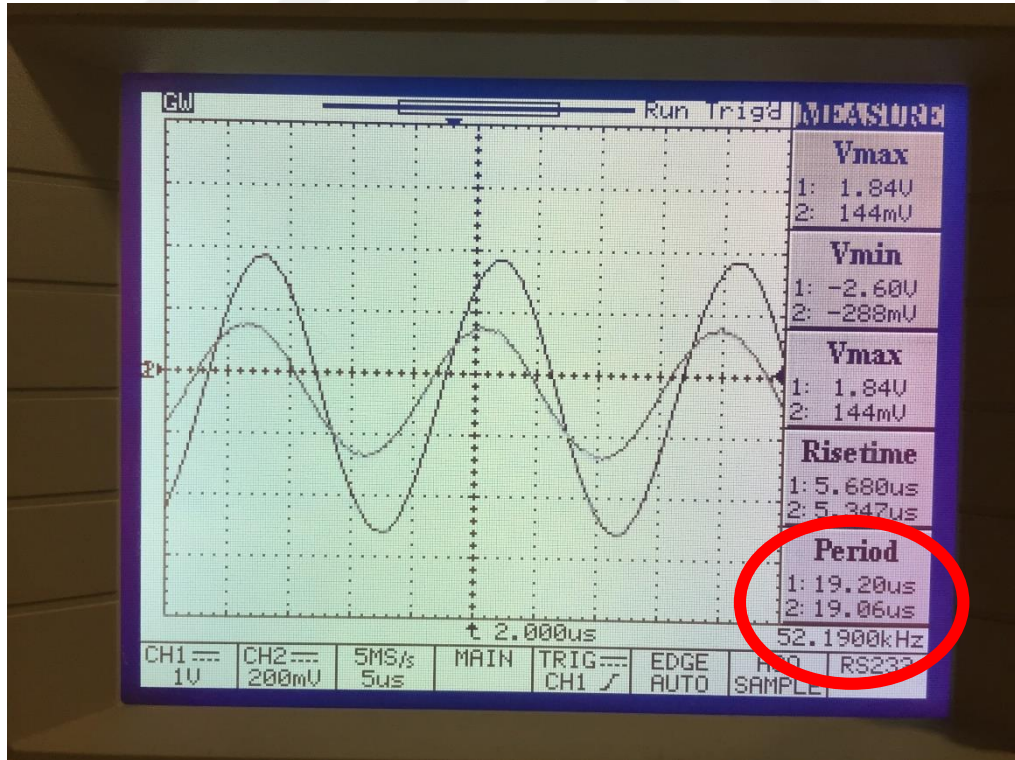 GW Run Trig'd MEASURE
Vmax
1: 1.84V
2: 144mV
Vmin
1: -2.60V
2: -288mV
Vmax
1: 1.84V
2: 144mV
Risetime
1: 5.680us
2: 5.347us
Period
1: 19.20us
2: 19.06us
2
2.000us 52.1900kHz
CH1 CH2 5MS/s MAIN TRIG EDGE ACQ RS232
1V 200mV 5us CH1 AUTO SAMPLE